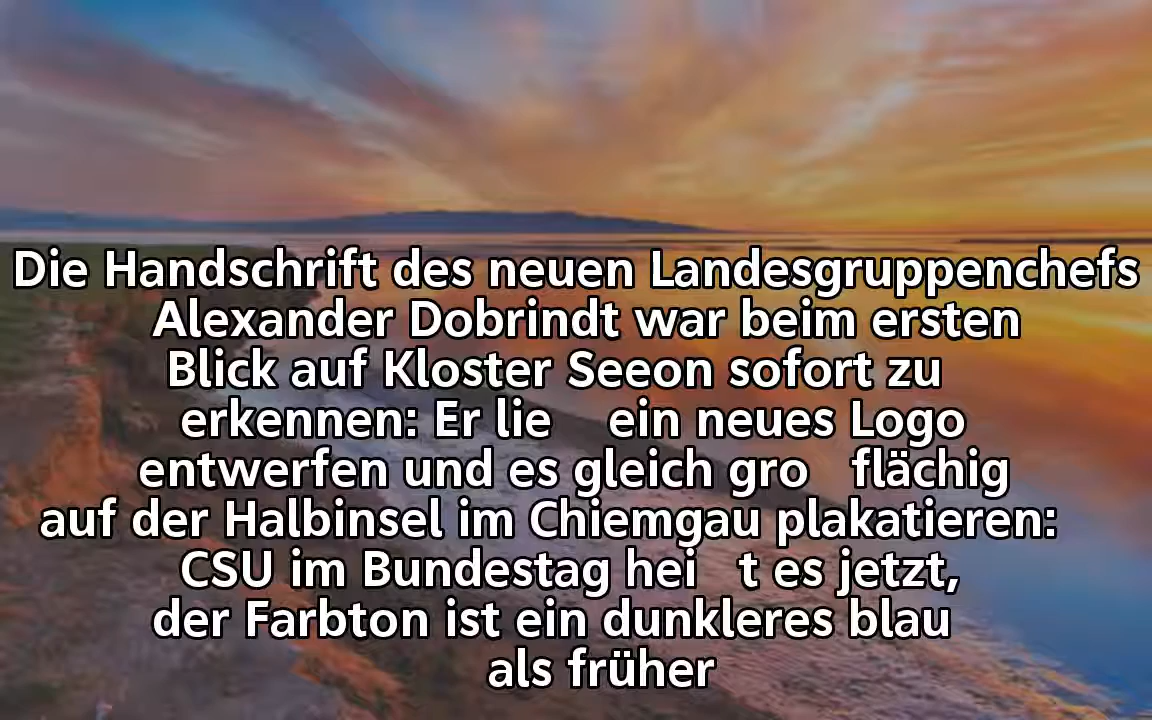 Die Handschrift des neuen Landesgruppenchefs
Alexander Dobrindt war beim ersten
Blick auf Kloster Seeon sofort zu
erkennen: Er lie ein neues Logo
entwerfen und es gleich gro flächig
auf der Halbinsel im Chiemgau plakatieren:
CSU im Bundestag hei t es jetzt,
der Farbton ist ein dunkleres blau
als früher